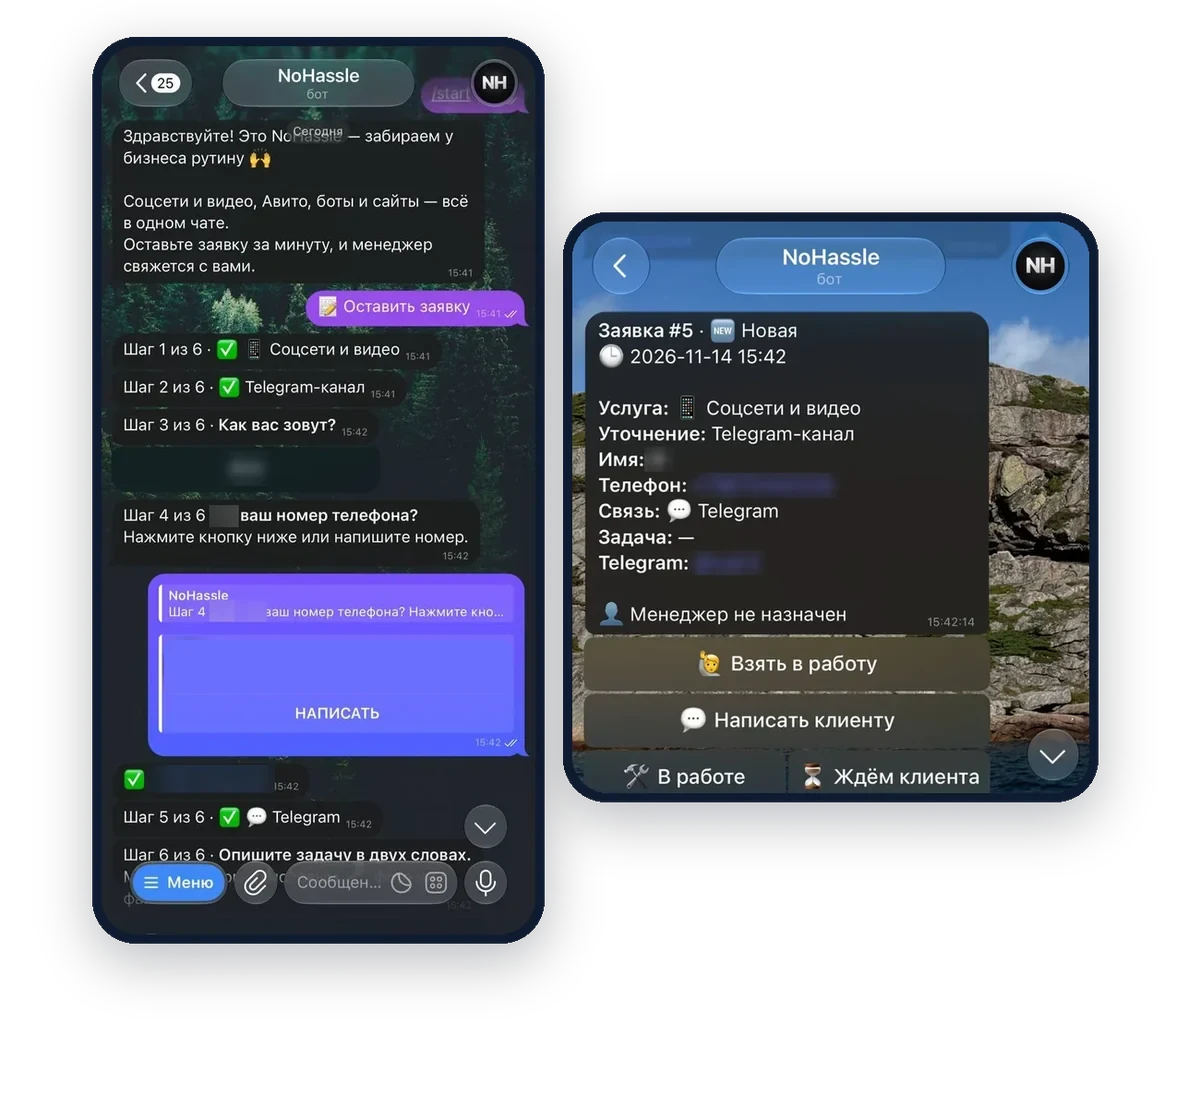 25
NoHassle
бот
NH
/start
Сегодня
Здравствуйте! Это NoHassle — забираем у
бизнеса рутину 🙌
Соцсети и видео, Авито, боты и сайты — всё
в одном чате.
Оставьте заявку за минуту, и менеджер
свяжется с вами.
15:41
📝 Оставить заявку 15:41
Шаг 1 из 6 · ✅ 📱 Соцсети и видео 15:41
Шаг 2 из 6 · ✅ Telegram-канал 15:41
Шаг 3 из 6 · Как вас зовут? 15:42
Шаг 4 из 6 ваш номер телефона?
Нажмите кнопку ниже или напишите номер.
15:42
NoHassle
Шаг 4 ваш номер телефона? Нажмите кно...
НАПИСАТЬ
15:42
✅ 15:42
Шаг 5 из 6 · ✅ 💬 Telegram 15:42
Шаг 6 из 6 · Опишите задачу в двух словах.
Меню
Сообщен...
15:42
NoHassle
бот
NH
Заявка #5 · 🆕 Новая
🕒 2026-11-14 15:42
Услуга: 📱 Соцсети и видео
Уточнение: Telegram-канал
Имя:
Телефон:
Связь: 💬 Telegram
Задача: —
Telegram:
👤 Менеджер не назначен
15:42:14
🙋 Взять в работу
💬 Написать клиенту
🛠 В работе
⏳ Ждём клиента